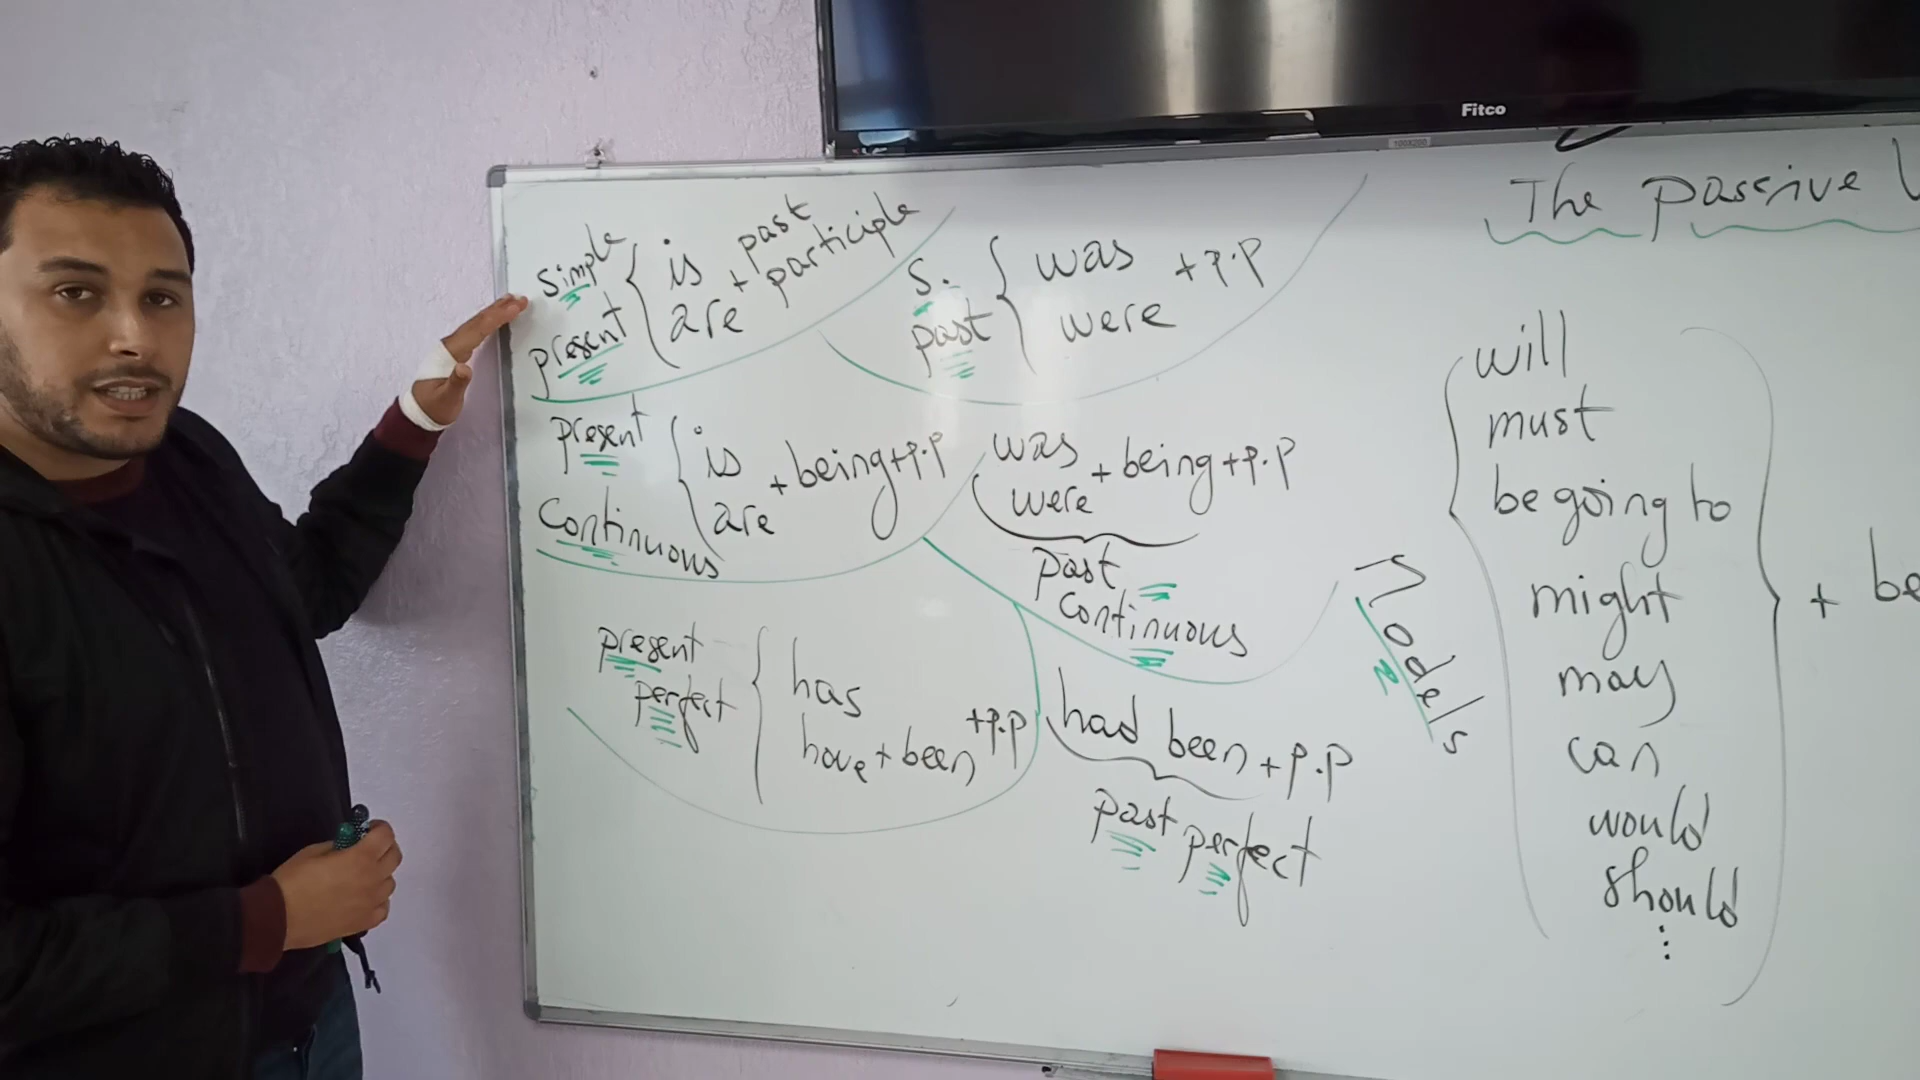 Fitco
The passive
simple
present
is
are
+ past
participle
s.
past
was
were
+ p.p
present
continuous
is
are
+ being + p.p
was
were
+ being + p.p
past
continuous
present
perfect
has
have + been
+ p.p
had been + p.p
past perfect
Models
will
must
be going to
might
may
can
would
should
⋮
+ be